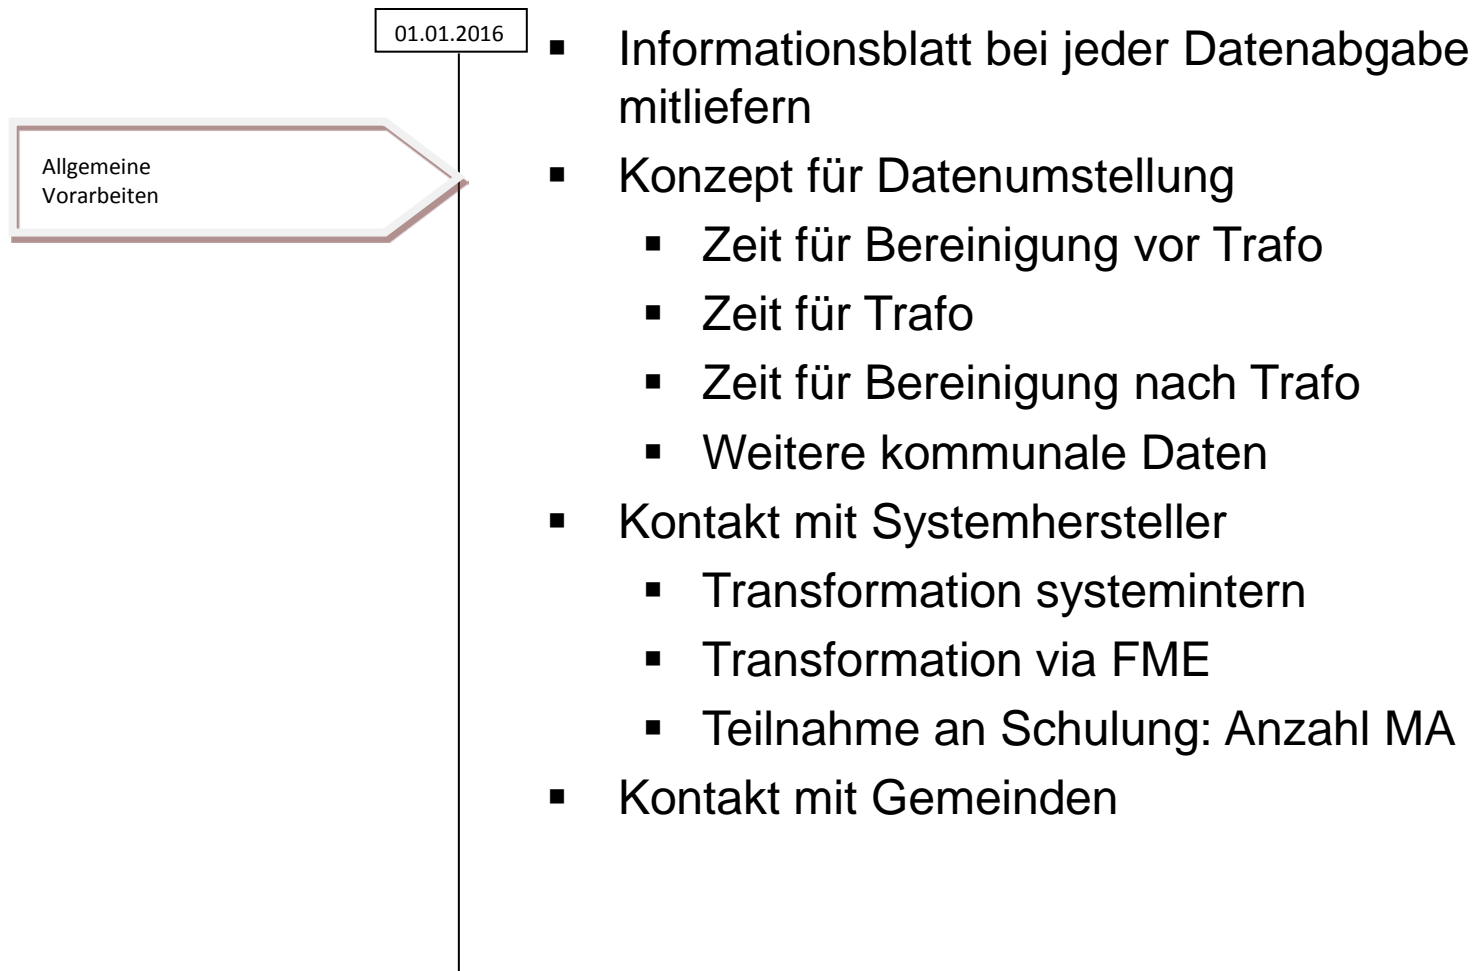 01.01.2016
Allgemeine
Vorarbeiten
Informationsblatt bei jeder Datenabgabe
mitliefern
Konzept für Datenumstellung
Zeit für Bereinigung vor Trafo
Zeit für Trafo
Zeit für Bereinigung nach Trafo
Weitere kommunale Daten
Kontakt mit Systemhersteller
Transformation systemintern
Transformation via FME
Teilnahme an Schulung: Anzahl MA
Kontakt mit Gemeinden